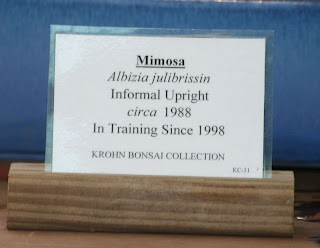 Mimosa
Albizia julibrissin
Informal Upright
circa 1988
In Training Since 1998
KROHN BONSAI COLLECTION
KC-11